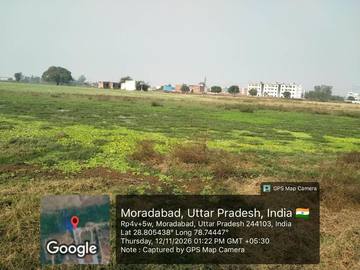 GPS Map Camera
Moradabad, Uttar Pradesh, India 🇮🇳
Rp4v+5w, Moradabad, Uttar Pradesh 244103, India
Lat 28.805438° Long 78.74447°
Thursday, 12/11/2026 01:22 PM GMT +05:30
Note : Captured by GPS Map Camera
Google